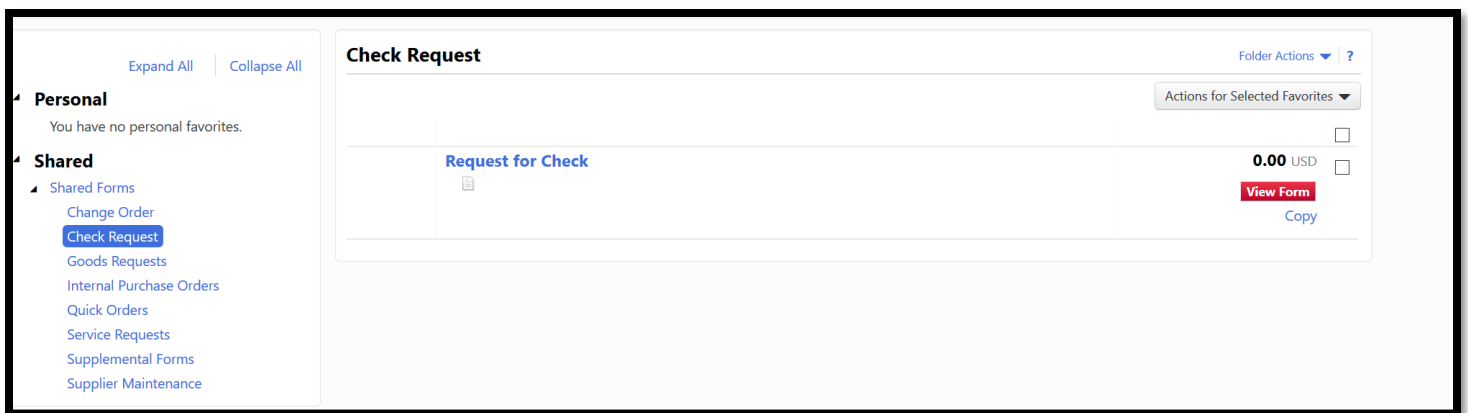 Expand All
Collapse All
Personal
You have no personal favorites.
Shared
Shared Forms
Change Order
Check Request
Goods Requests
Internal Purchase Orders
Quick Orders
Service Requests
Supplemental Forms
Supplier Maintenance
Check Request
Folder Actions
?
Actions for Selected Favorites
Request for Check
0.00 USD
View Form
Copy